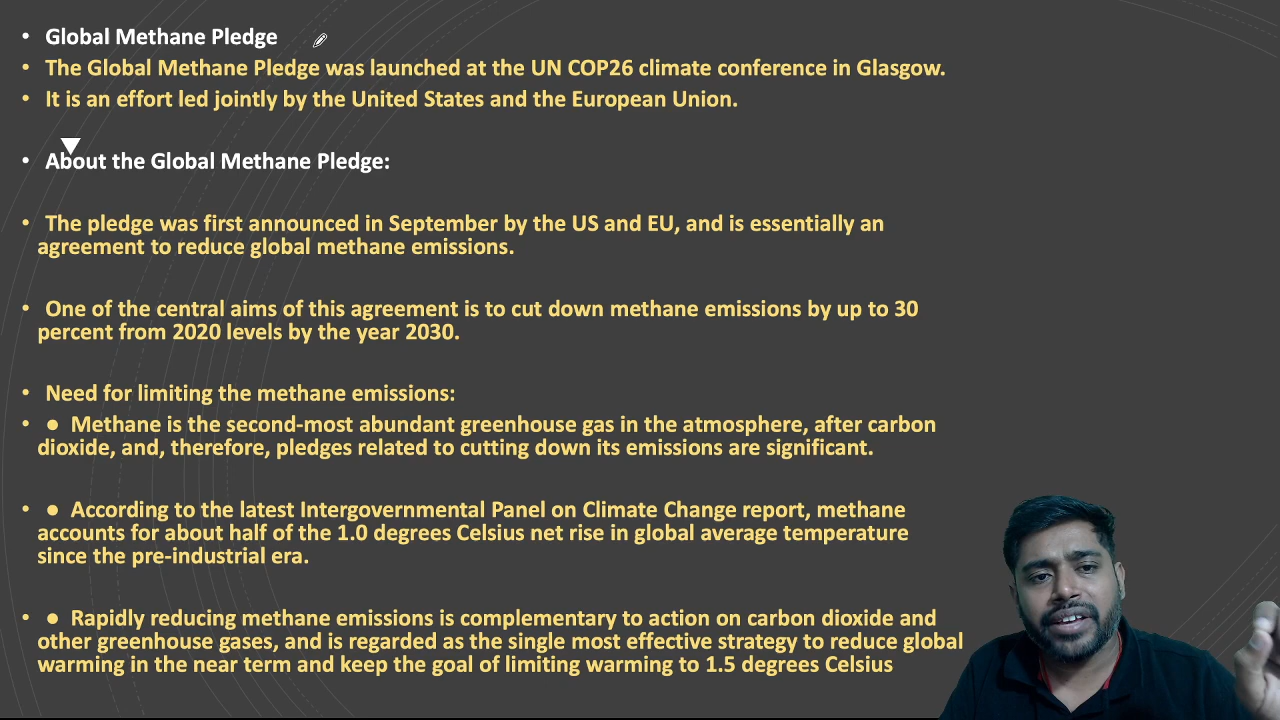 • Global Methane Pledge
• The Global Methane Pledge was launched at the UN COP26 climate conference in Glasgow.
• It is an effort led jointly by the United States and the European Union.
• About the Global Methane Pledge:
• The pledge was first announced in September by the US and EU, and is essentially an
agreement to reduce global methane emissions.
• One of the central aims of this agreement is to cut down methane emissions by up to 30
percent from 2020 levels by the year 2030.
• Need for limiting the methane emissions:
• ● Methane is the second-most abundant greenhouse gas in the atmosphere, after carbon
dioxide, and, therefore, pledges related to cutting down its emissions are significant.
• ● According to the latest Intergovernmental Panel on Climate Change report, methane
accounts for about half of the 1.0 degrees Celsius net rise in global average temperature
since the pre-industrial era.
• ● Rapidly reducing methane emissions is complementary to action on carbon dioxide and
other greenhouse gases, and is regarded as the single most effective strategy to reduce global
warming in the near term and keep the goal of limiting warming to 1.5 degrees Celsius